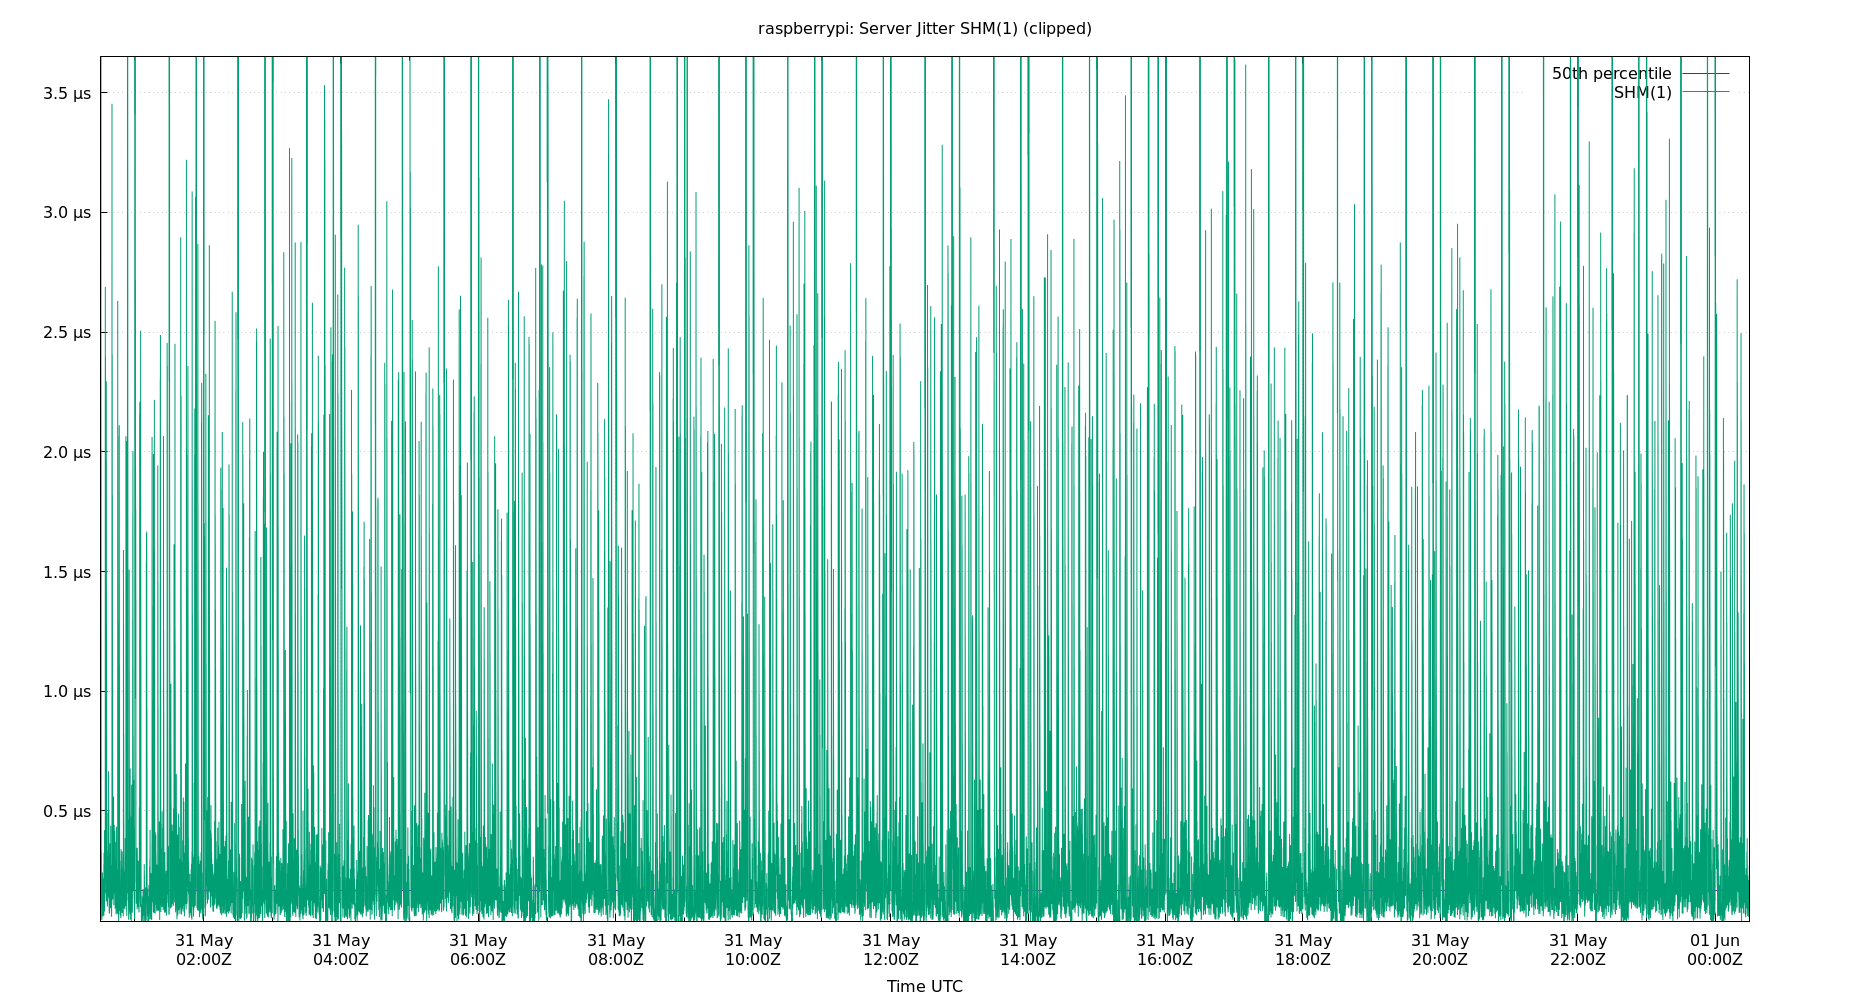 raspberrypi: Server Jitter SHM(1) (clipped)
50th percentile
SHM(1)
3.5 µs
3.0 µs
2.5 µs
2.0 µs
1.5 µs
1.0 µs
0.5 µs
31 May 31 May 31 May 31 May 31 May 31 May 31 May 31 May 31 May 31 May 31 May 01 Jun
02:00Z 04:00Z 06:00Z 08:00Z 10:00Z 12:00Z 14:00Z 16:00Z 18:00Z 20:00Z 22:00Z 00:00Z
Time UTC